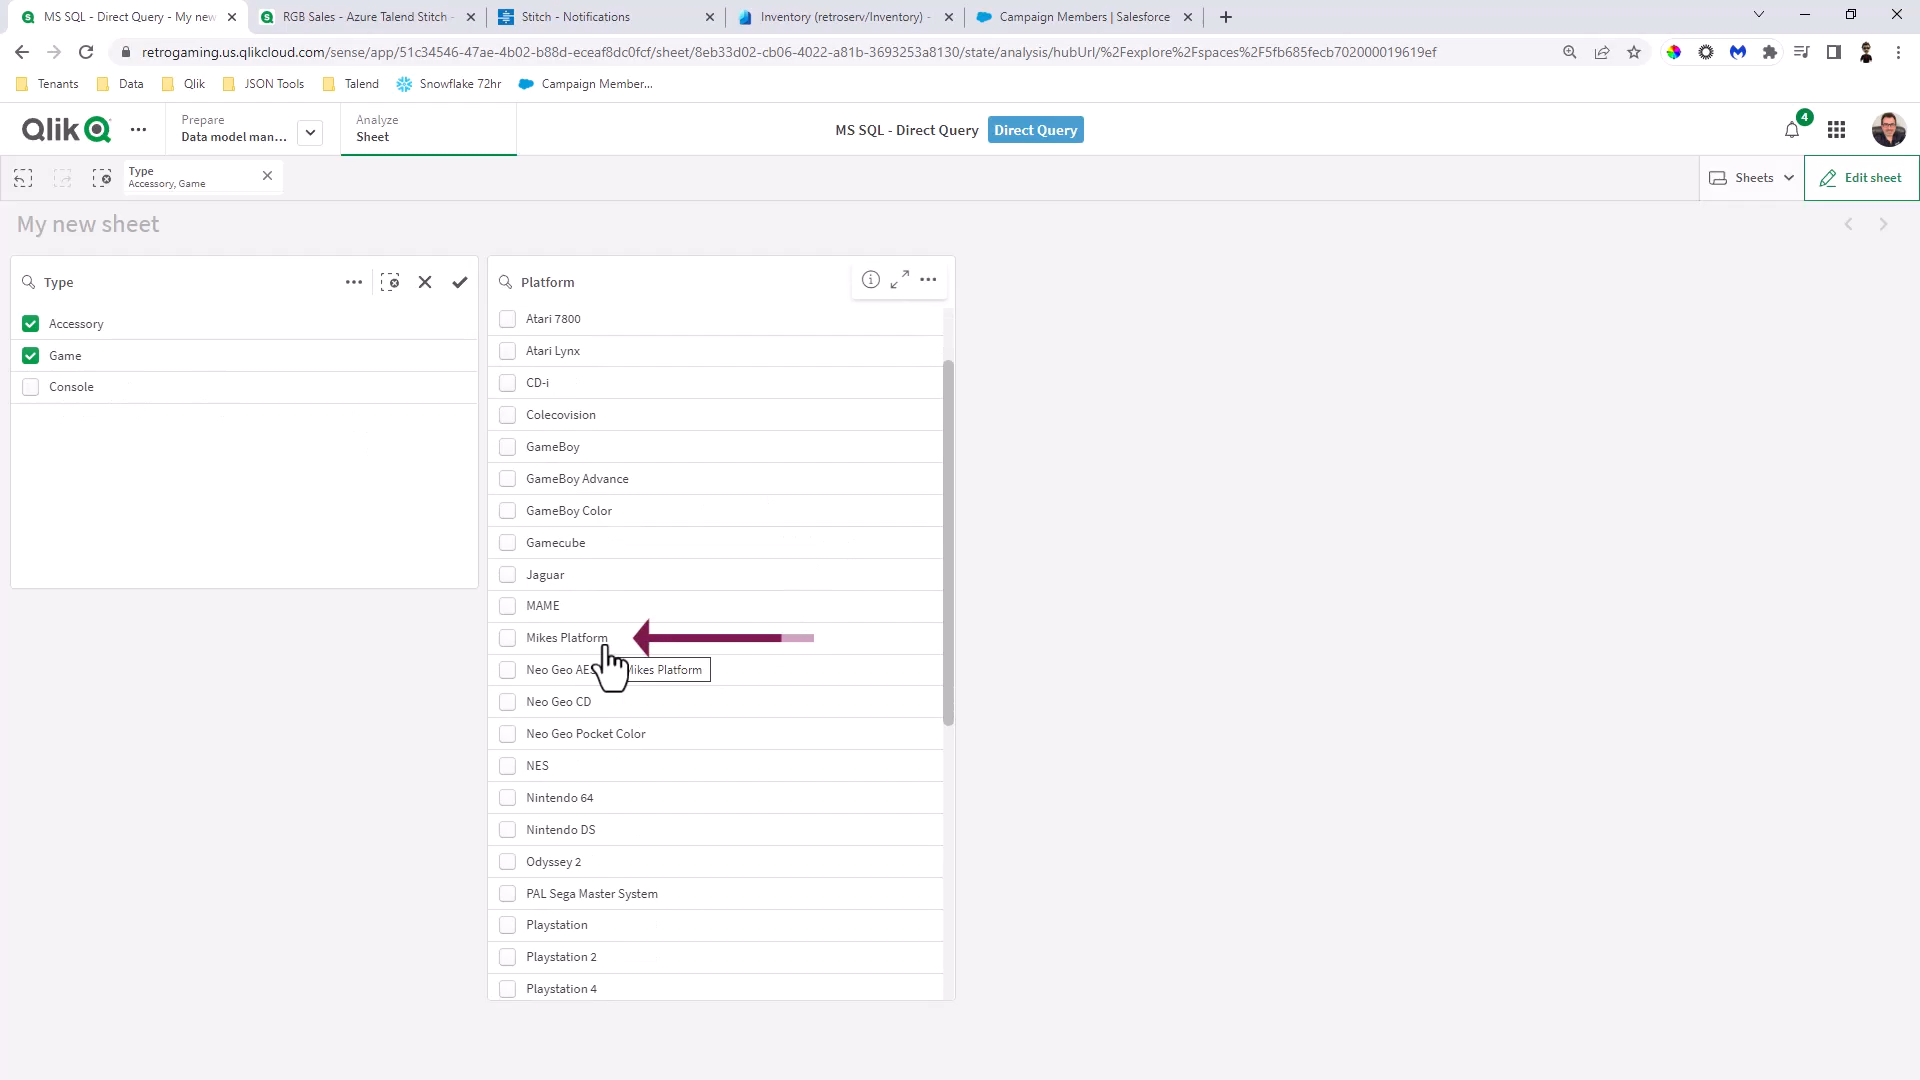 MS SQL - Direct Query - My new
RGB Sales - Azure Talend Stitch -
Stitch - Notifications
Inventory (retroserv/Inventory) -
Campaign Members | Salesforce
retrogaming.us.qlikcloud.com/sense/app/51c34546-47ae-4b02-b88d-eceaf8dc0fcf/sheet/8eb33d02-cb06-4022-a81b-3693253a8130/state/analysis/hubUrl/%2Fexplore%2Fspaces%2F5fb685fecb702000019619ef
Tenants
Data
Qlik
JSON Tools
Talend
Snowflake 72hr
Campaign Member...
Qlik
Prepare
Data model man...
Analyze
Sheet
MS SQL - Direct Query
Direct Query
4
Type
Accessory, Game
Sheets
Edit sheet
My new sheet
Type
Accessory
Game
Console
Platform
Atari 7800
Atari Lynx
CD-i
Colecovision
GameBoy
GameBoy Advance
GameBoy Color
Gamecube
Jaguar
MAME
Mikes Platform
Neo Geo AES
Mikes Platform
Neo Geo CD
Neo Geo Pocket Color
NES
Nintendo 64
Nintendo DS
Odyssey 2
PAL Sega Master System
Playstation
Playstation 2
Playstation 4